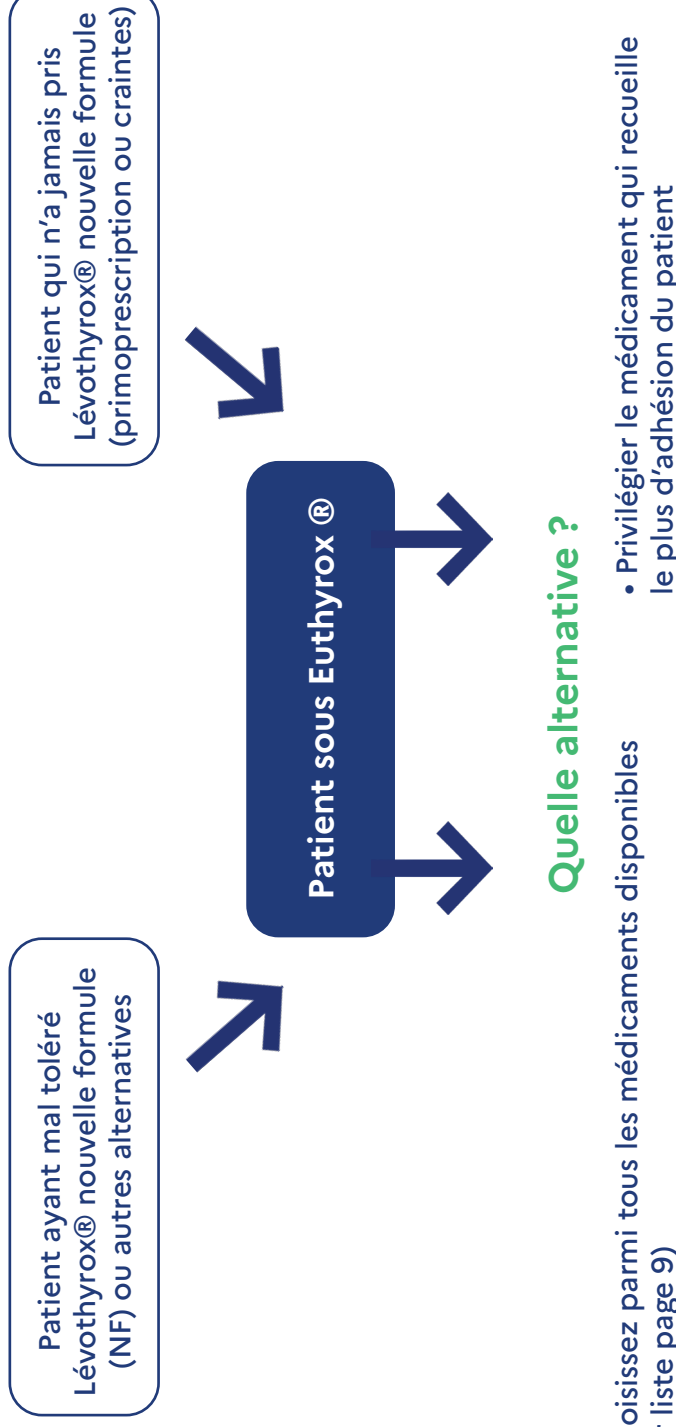 Patient ayant mal toléré
Lévothyrox® nouvelle formule
(NF) ou autres alternatives
Patient qui n’a jamais pris
Lévothyrox® nouvelle formule
(primoprescription ou craintes)
Patient sous Euthyrox ®
Quelle alternative ?
parmi tous les médicaments disponibles
liste page 9)
• Privilégier le médicament qui recueille
le plus d’adhésion du patient